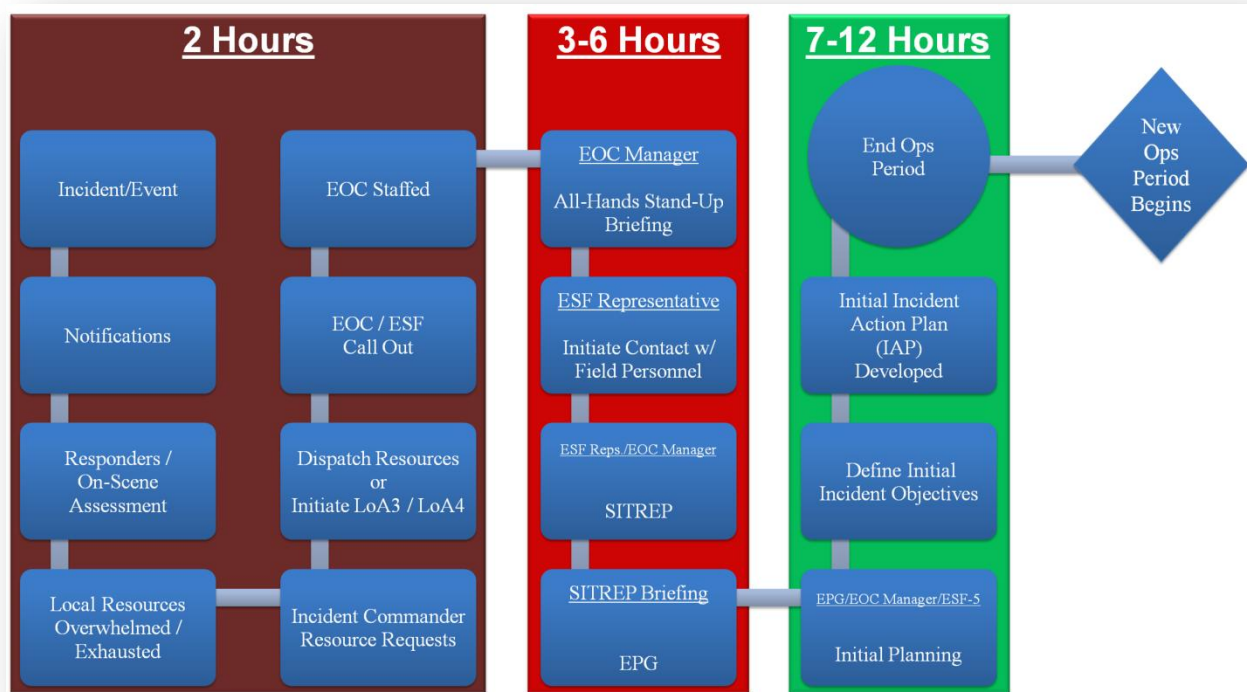 2 Hours
Incident/Event
Notifications
Responders /
On-Scene
Assessment
Local Resources
Overwhelmed /
Exhausted
Incident Commander
Resource Requests
Dispatch Resources
or
Initiate LoA3 / LoA4
EOC / ESF
Call Out
EOC Staffed
3-6 Hours
EOC Manager
All-Hands Stand-Up
Briefing
ESF Representative
Initiate Contact w/
Field Personnel
ESF Reps./EOC Manager
SITREP
SITREP Briefing
EPG
7-12 Hours
EPG/EOC Manager/ESF-5
Initial Planning
Define Initial
Incident Objectives
Initial Incident
Action Plan
(IAP)
Developed
End Ops
Period
New
Ops
Period
Begins